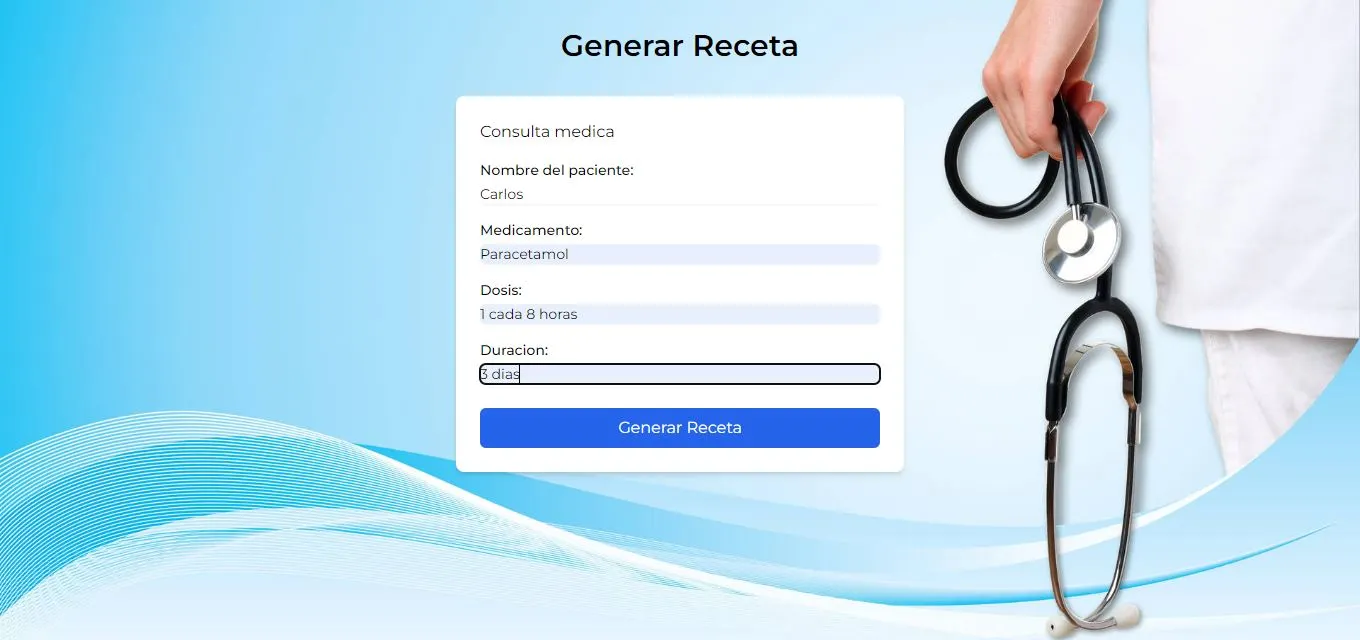 Generar Receta
Consulta medica
Nombre del paciente:
Carlos
Medicamento:
Paracetamol
Dosis:
1 cada 8 horas
Duracion:
3 dias
Generar Receta